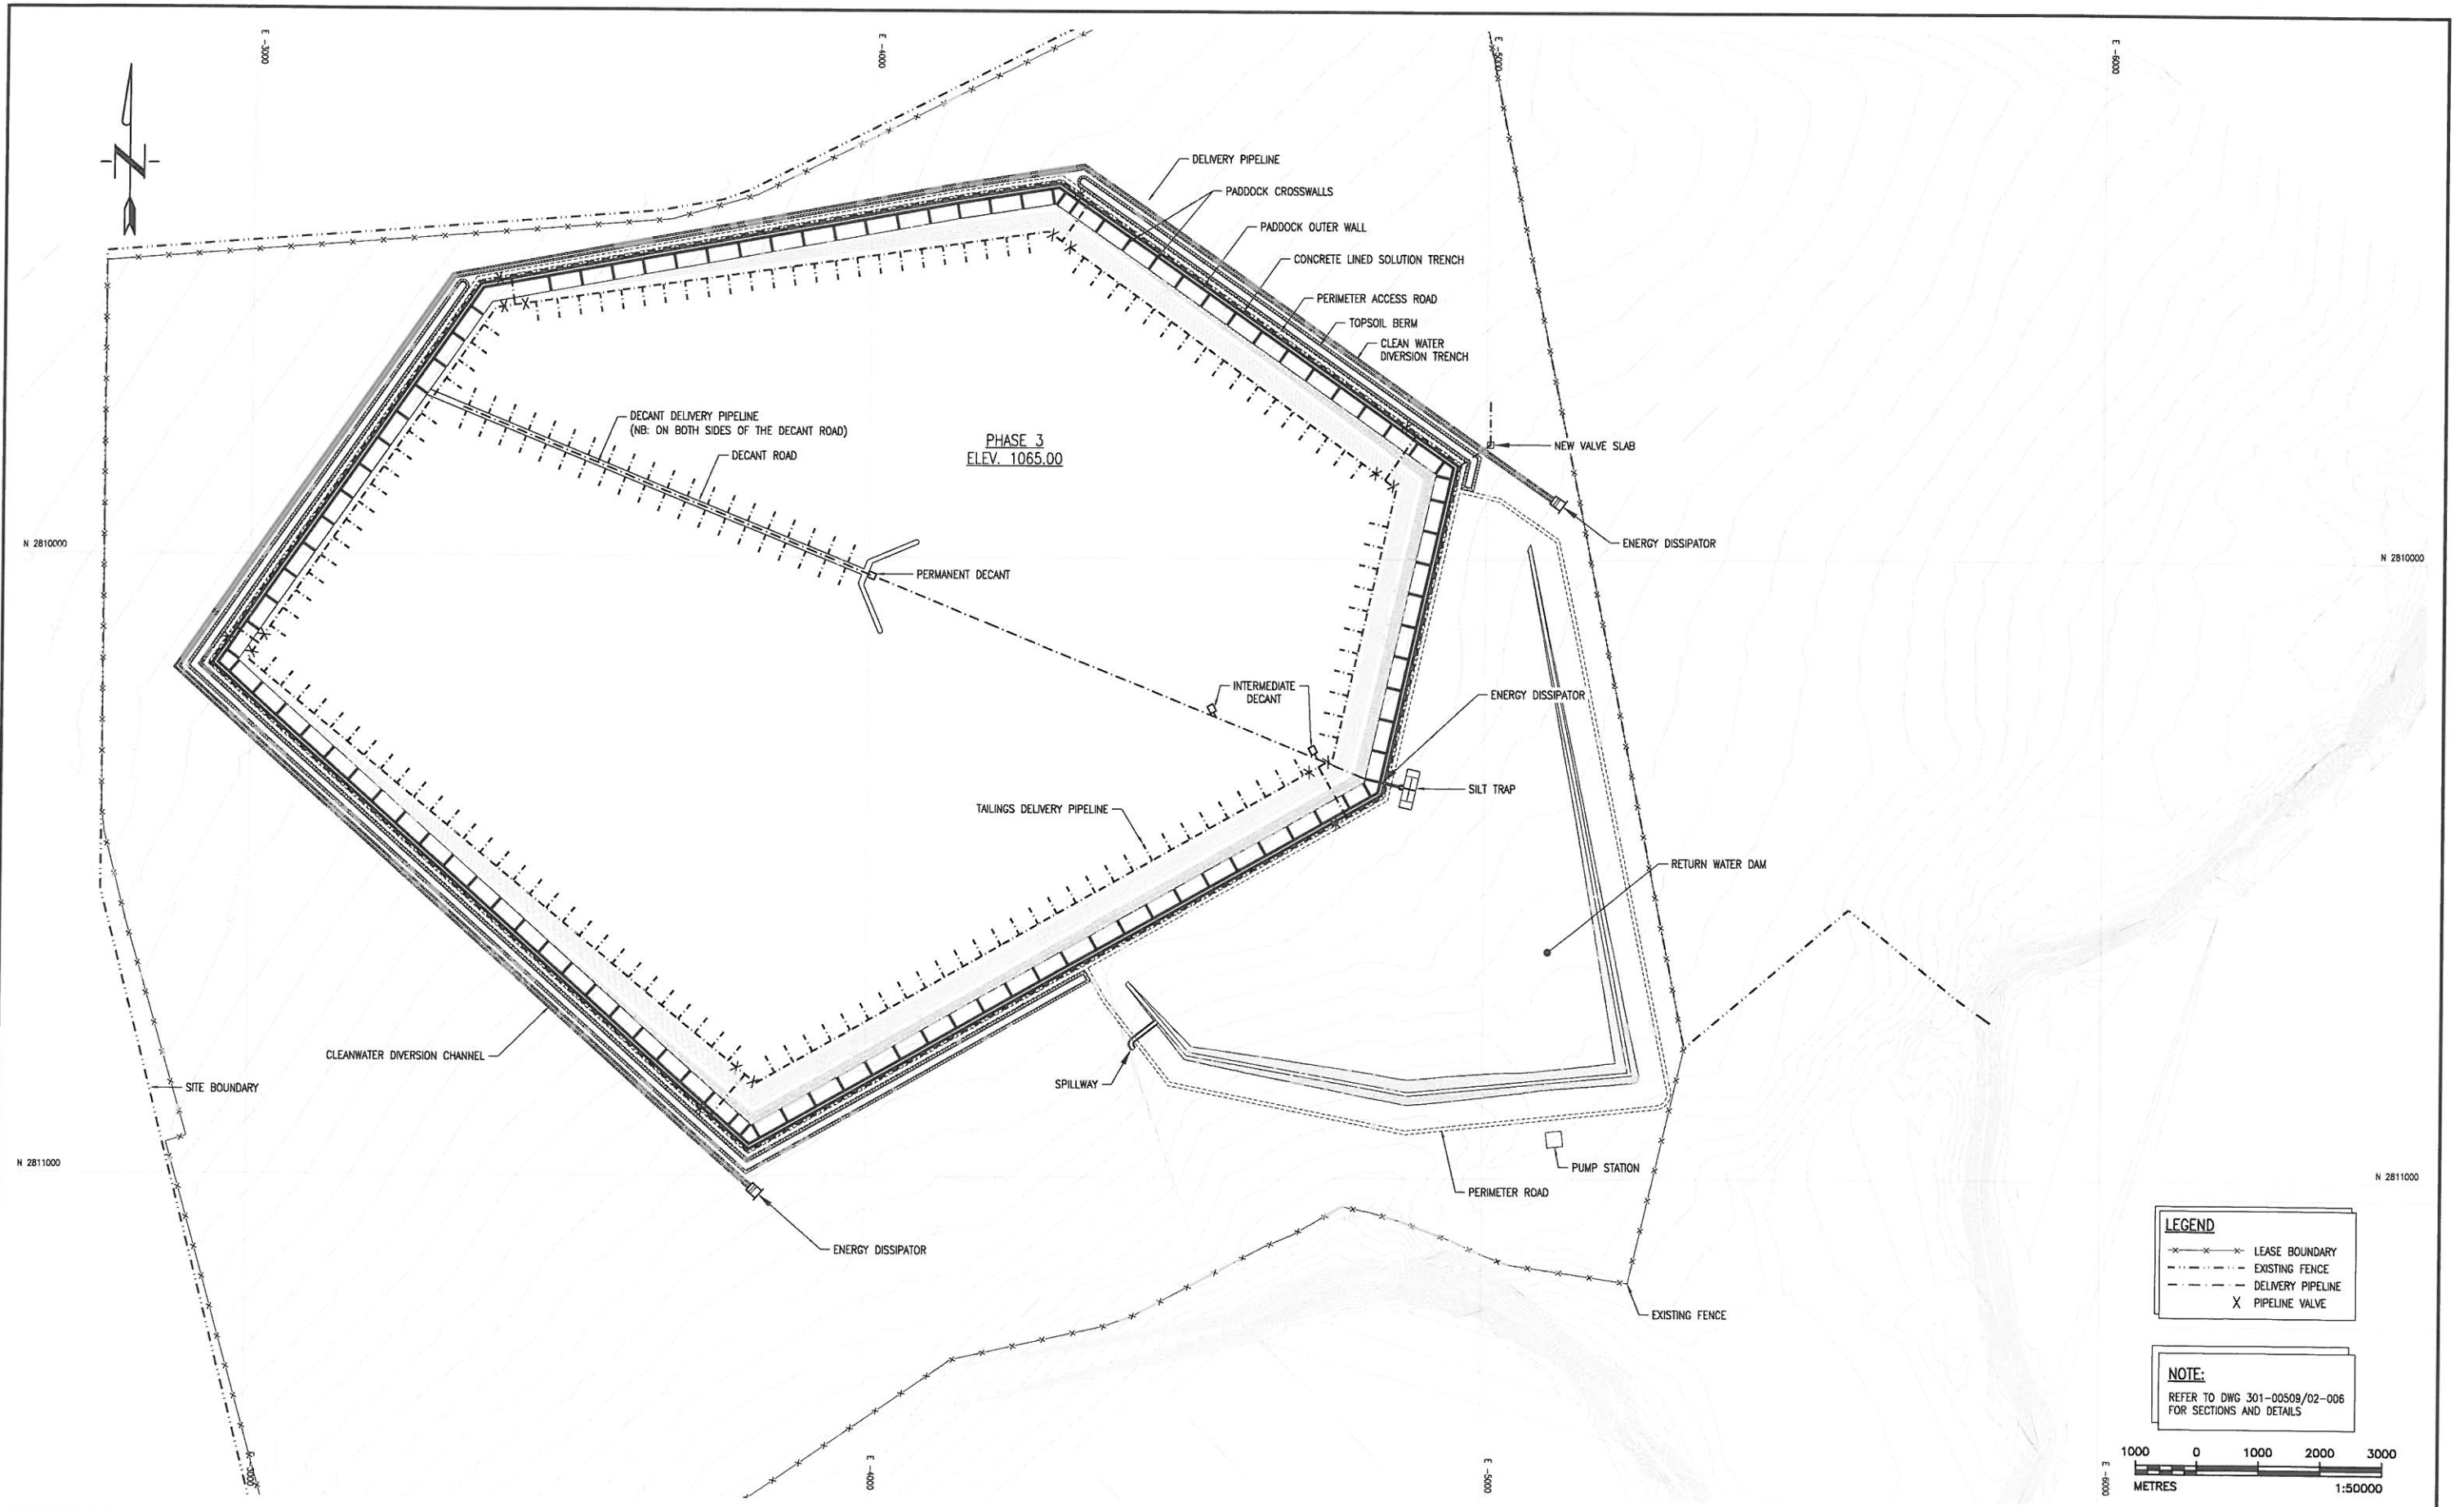 E -3000
E -4000
E -5000
E -6000
N
DELIVERY PIPELINE
PADDOCK CROSSWALLS
PADDOCK OUTER WALL
CONCRETE LINED SOLUTION TRENCH
PERIMETER ACCESS ROAD
TOPSOIL BERM
CLEAN WATER
DIVERSION TRENCH
DECANT DELIVERY PIPELINE
(NB: ON BOTH SIDES OF THE DECANT ROAD)
DECANT ROAD
PHASE 3
ELEV. 1065.00
NEW VALVE SLAB
ENERGY DISSIPATOR
N 2810000
N 2810000
PERMANENT DECANT
INTERMEDIATE
DECANT
ENERGY DISSIPATOR
SILT TRAP
TAILINGS DELIVERY PIPELINE
RETURN WATER DAM
CLEANWATER DIVERSION CHANNEL
SITE BOUNDARY
SPILLWAY
PUMP STATION
PERIMETER ROAD
N 2811000
N 2811000
ENERGY DISSIPATOR
EXISTING FENCE
LEGEND
LEASE BOUNDARY
EXISTING FENCE
DELIVERY PIPELINE
X PIPELINE VALVE
NOTE:
REFER TO DWG 301-00509/02-006
FOR SECTIONS AND DETAILS
E -3000
E -4000
E -5000
E -6000
1000 0 1000 2000 3000
METRES 1:50000